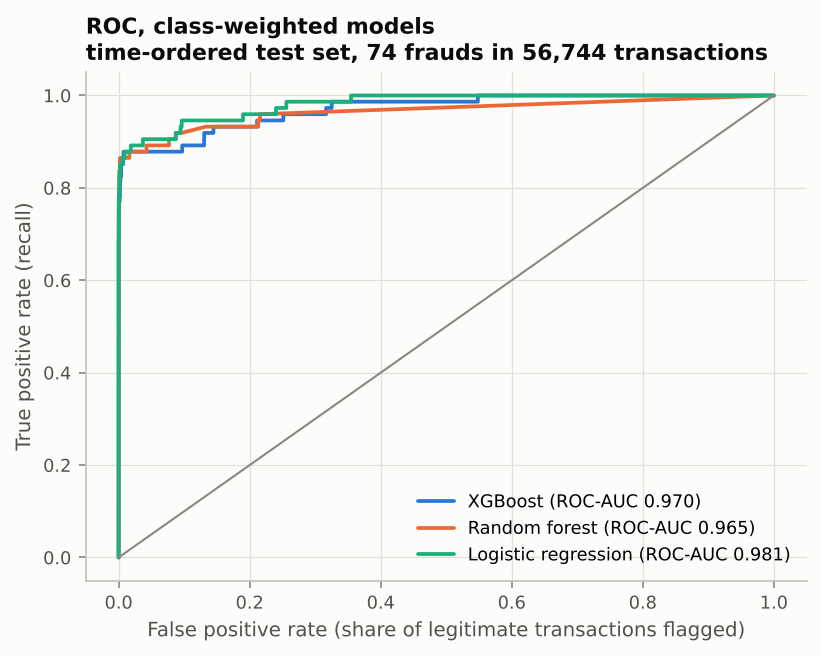 ROC, class-weighted models
time-ordered test set, 74 frauds in 56,744 transactions
True positive rate (recall)
1.0
0.8
0.6
0.4
0.2
0.0
XGBoost (ROC-AUC 0.970)
Random forest (ROC-AUC 0.965)
Logistic regression (ROC-AUC 0.981)
0.0 0.2 0.4 0.6 0.8 1.0
False positive rate (share of legitimate transactions flagged)